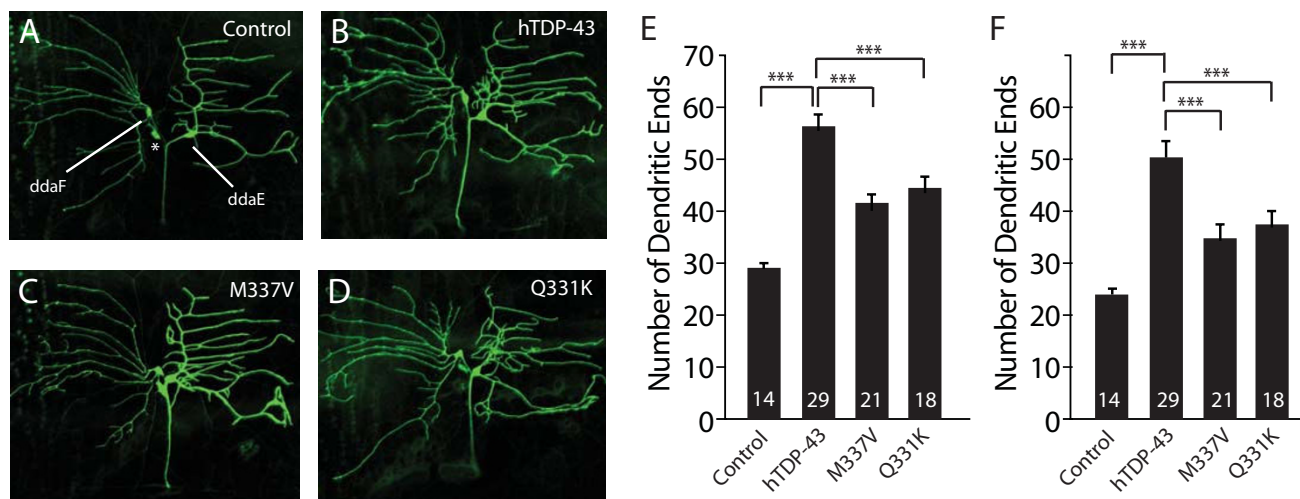 A
Control
ddaF
*
ddaE
B
hTDP-43
C
M337V
D
Q331K
E
Number of Dendritic Ends
70
60
50
40
30
20
10
0
***
***
***
14
29
21
18
Control
hTDP-43
M337V
Q331K
F
Number of Dendritic Ends
70
60
50
40
30
20
10
0
***
***
***
14
29
21
18
Control
hTDP-43
M337V
Q331K